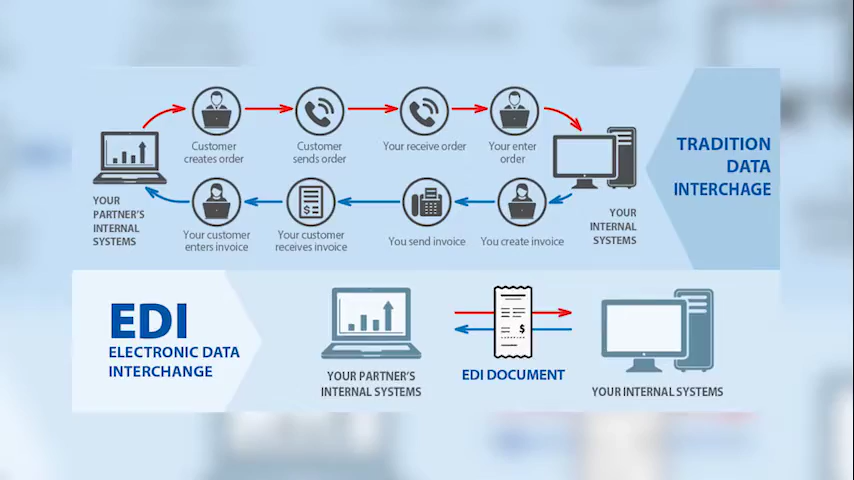 Customer
creates order
Customer
sends order
Your receive order
Your enter
order
YOUR
PARTNER'S
INTERNAL
SYSTEMS
YOUR
INTERNAL
SYSTEMS
Your customer
enters invoice
Your customer
receives invoice
$
You send invoice
You create invoice
TRADITION
DATA
INTERCHAGE
EDI
ELECTRONIC DATA
INTERCHANGE
YOUR PARTNER'S
INTERNAL SYSTEMS
$
EDI DOCUMENT
YOUR INTERNAL SYSTEMS